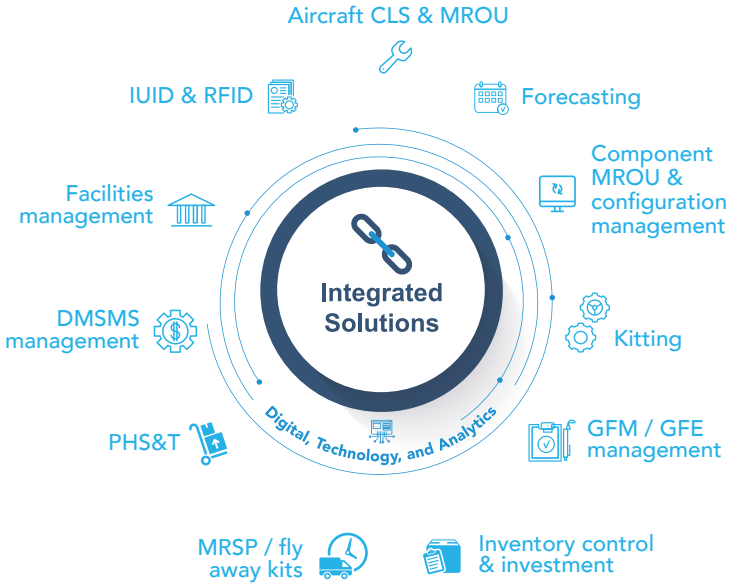 Aircraft CLS & MROU
IUID & RFID
Forecasting
Component
MROU &
configuration
management
Facilities
management
Integrated
Solutions
DMSMS
management
Kitting
Digital, Technology, and Analytics
PHS&T
GFM / GFE
management
MRSP / fly
away kits
Inventory control
& investment